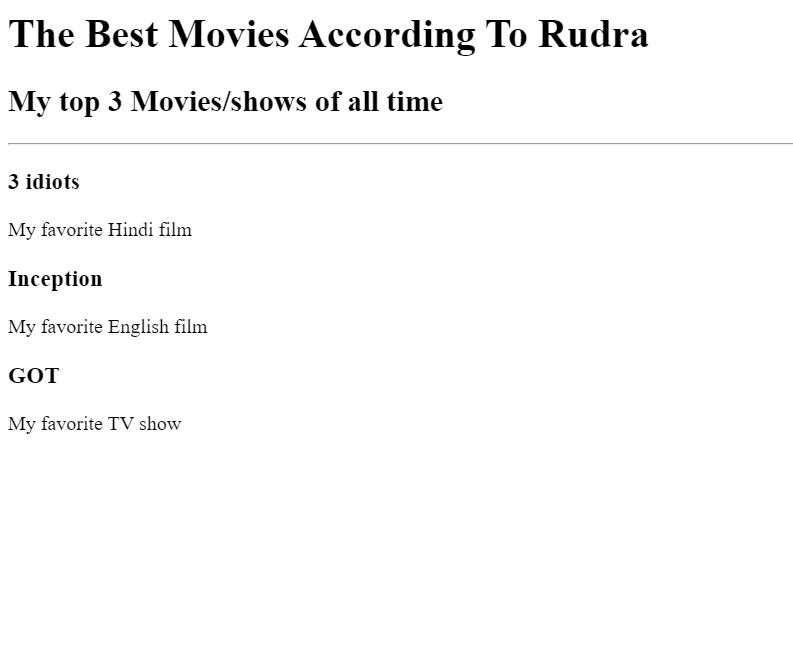 The Best Movies According To Rudra
My top 3 Movies/shows of all time
3 idiots
My favorite Hindi film
Inception
My favorite English film
GOT
My favorite TV show